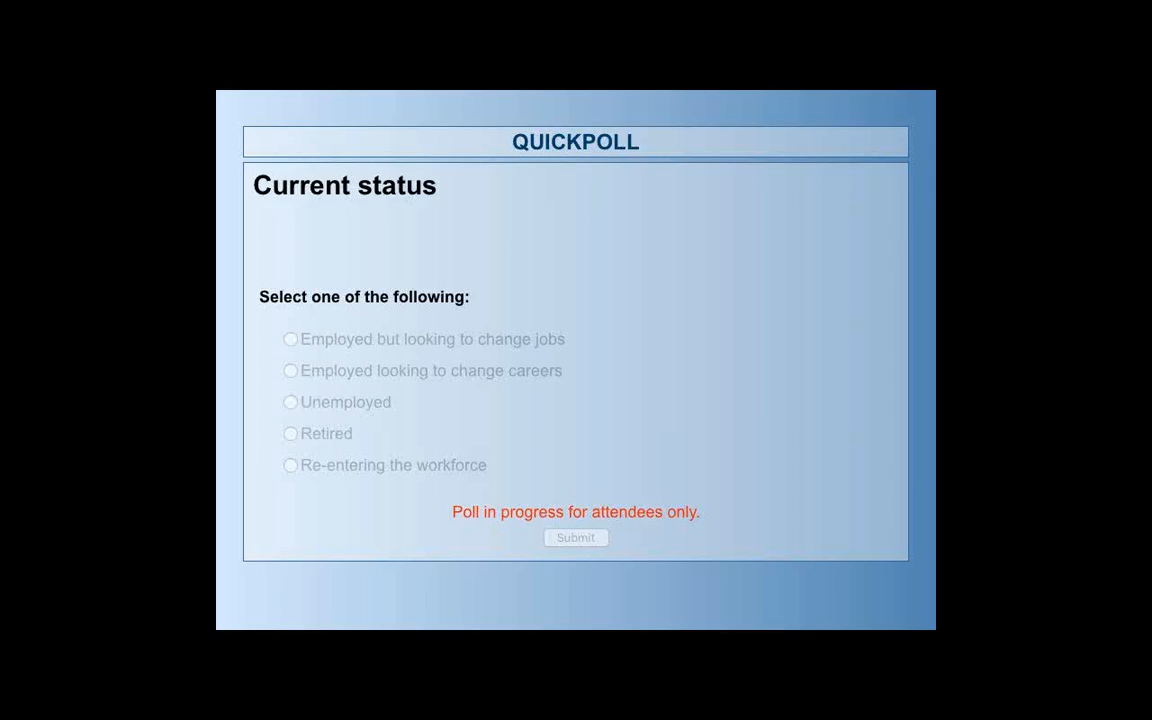 QUICKPOLL
Current status
Select one of the following:
Employed but looking to change jobs
Employed looking to change careers
Unemployed
Retired
Re-entering the workforce
Poll in progress for attendees only.
Submit